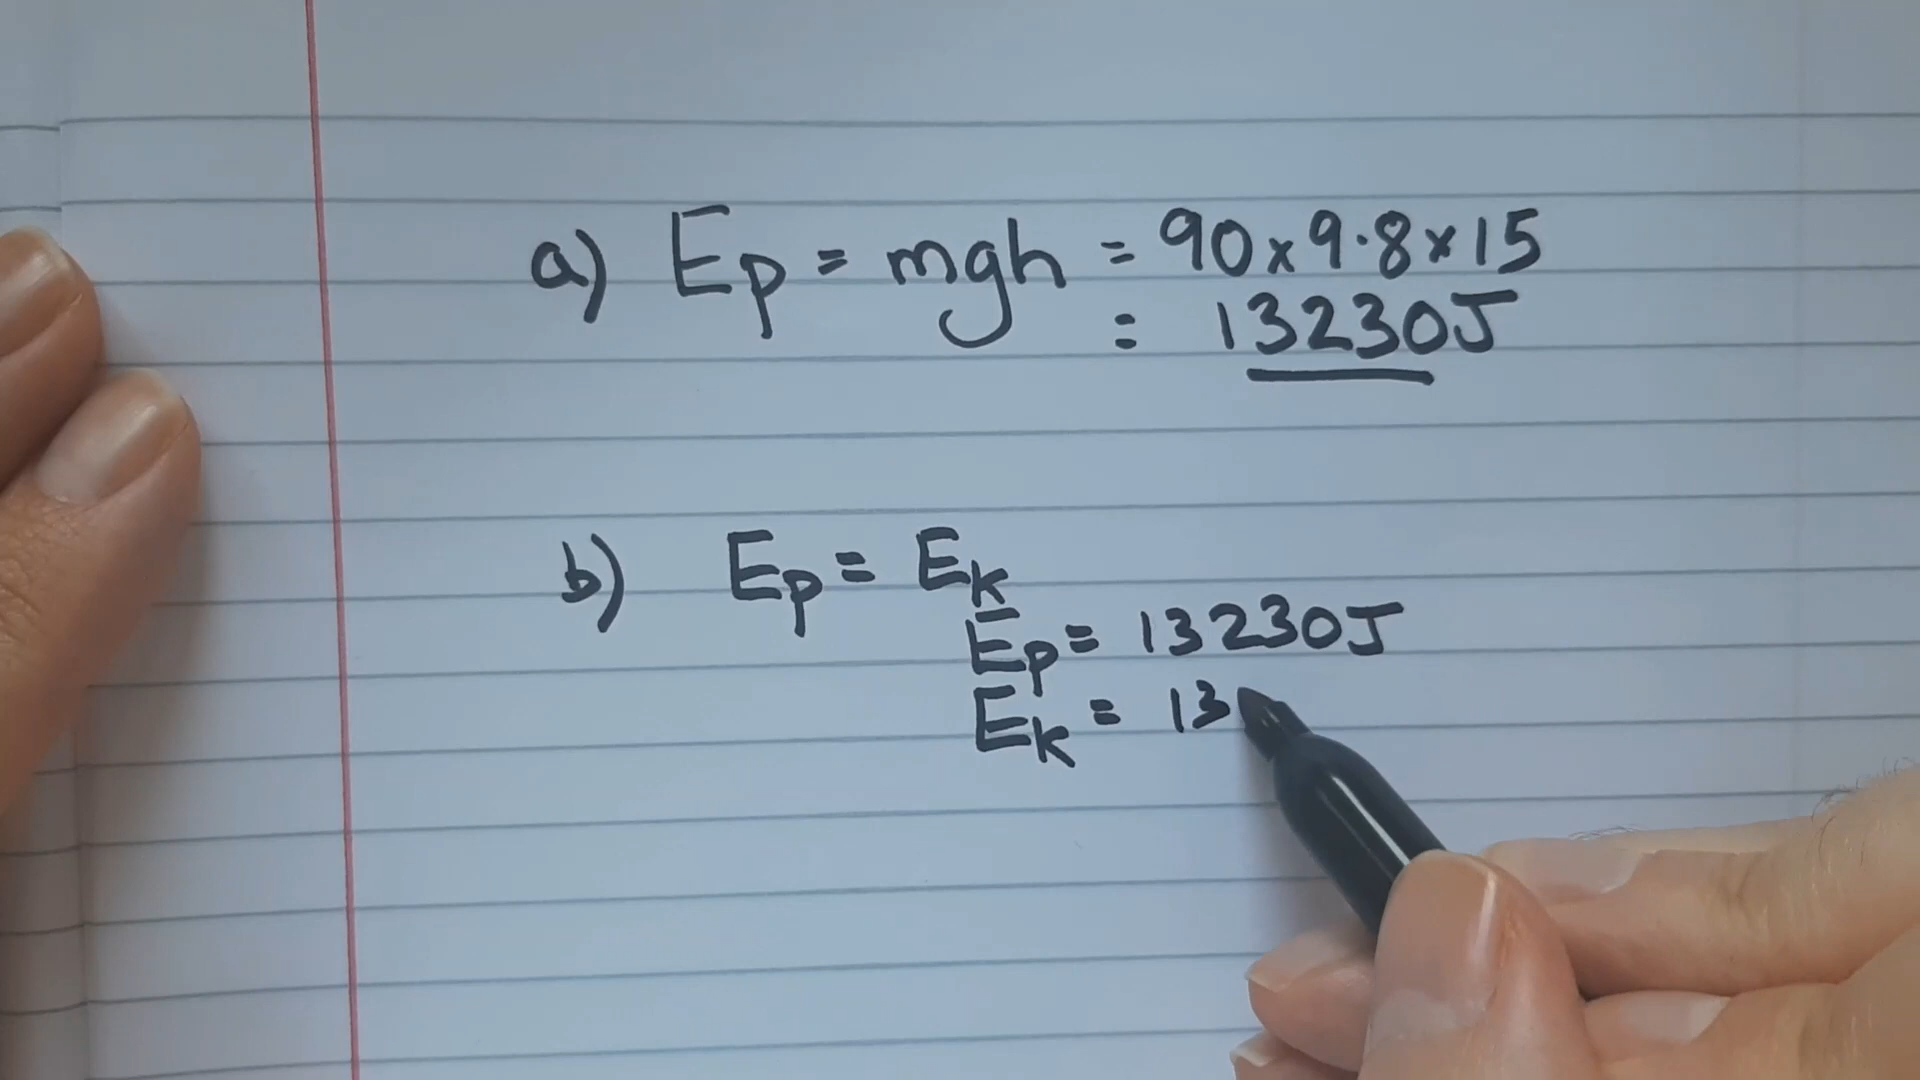 a) Ep = mgh = 90×9.8×15
= 13230J
b) Ep = Ek
Ep = 13230J
Ek = 13